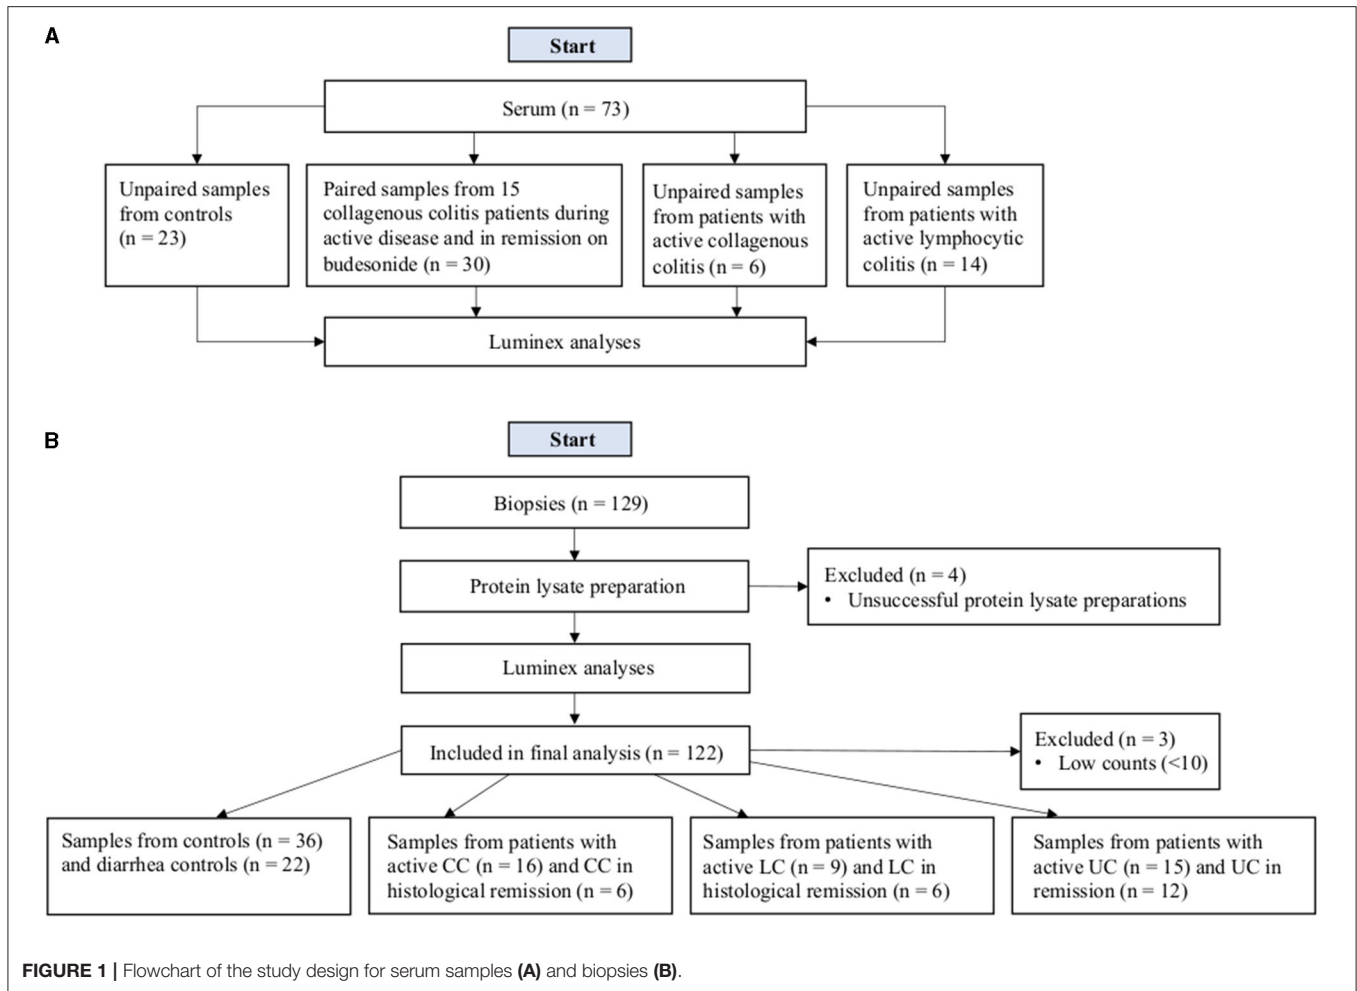 A
Start
Serum (n = 73)
Unpaired samples
from controls
(n = 23)
Paired samples from 15
collagenous colitis patients during
active disease and in remission on
budesonide (n = 30)
Unpaired samples
from patients with
active collagenous
colitis (n = 6)
Unpaired samples
from patients with
active lymphocytic
colitis (n = 14)
Luminex analyses
B
Start
Biopsies (n = 129)
Protein lysate preparation
Excluded (n = 4)
• Unsuccessful protein lysate preparations
Luminex analyses
Included in final analysis (n = 122)
Excluded (n = 3)
• Low counts (<10)
Samples from controls (n = 36)
and diarrhea controls (n = 22)
Samples from patients with
active CC (n = 16) and CC in
histological remission (n = 6)
Samples from patients with
active LC (n = 9) and LC in
histological remission (n = 6)
Samples from patients with
active UC (n = 15) and UC in
remission (n = 12)
FIGURE 1 | Flowchart of the study design for serum samples (A) and biopsies (B).